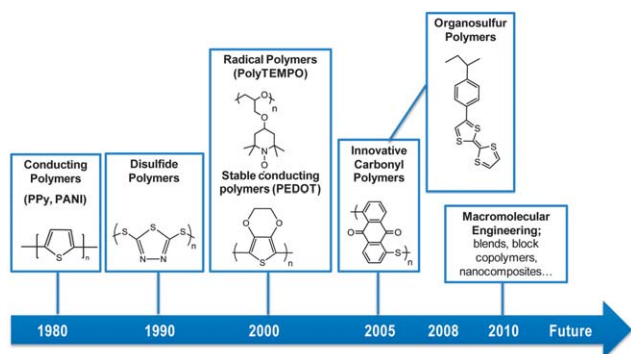 Conducting
Polymers
(PPy, PANI)
S
n
Disulfide
Polymers
S
S
S
n
N
N
Radical Polymers
(PolyTEMPO)
O
n
O
N
O
Stable conducting
polymers (PEDOT)
O
O
S
n
Innovative
Carbonyl
Polymers
O
O
S
n
Organosulfur
Polymers
S
S
S
S
Macromolecular
Engineering;
blends, block
copolymers,
nanocomposites...
1980
1990
2000
2005
2008
2010
Future